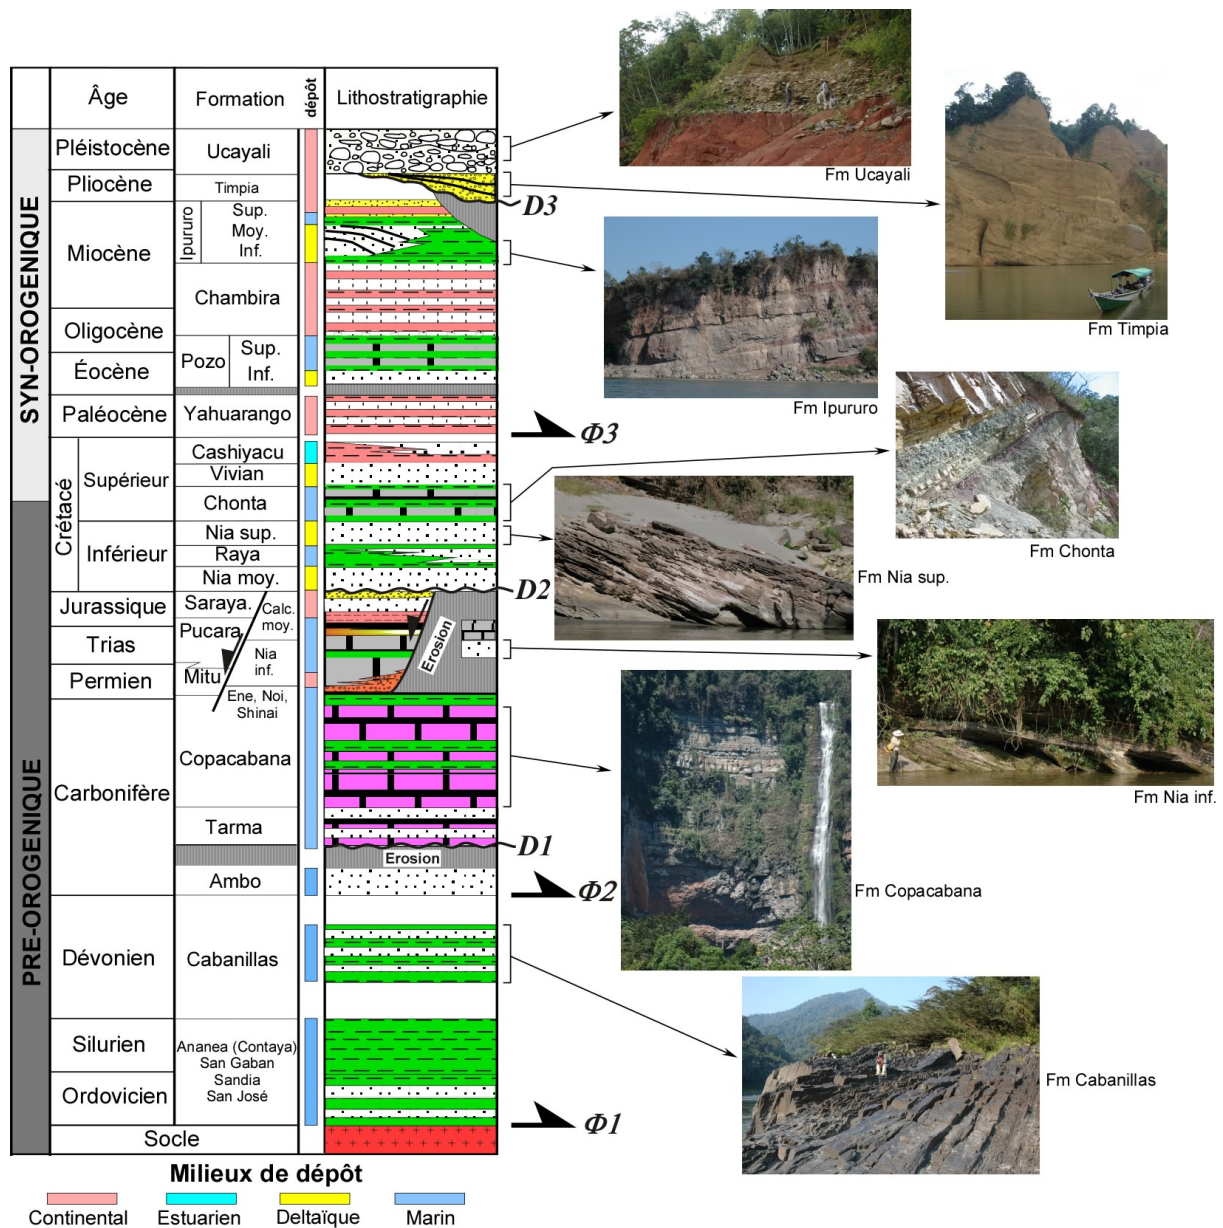 Âge
Formation
dépôt
Lithostratigraphie
SYN-OROGENIQUE
PRE-OROGENIQUE
Pléistocène
Ucayali
Pliocène
Timpia
D3
Miocène
Ipururo
Sup.
Moy.
Inf.
Chambira
Oligocène
Pozo
Sup.
Inf.
Éocène
Paléocène
Yahuarango
Φ3
Crétacé
Supérieur
Cashiyacu
Vivian
Chonta
Inférieur
Nia sup.
Raya
Nia moy.
D2
Jurassique
Saraya.
Calc.
moy.
Trias
Pucara
Nia
inf.
Erosion
Permien
Mitu
Ene, Noi,
Shinai
Carbonifère
Copacabana
Tarma
D1
Erosion
Ambo
Φ2
Dévonien
Cabanillas
Silurien
Ordovicien
Ananea (Contaya)
San Gaban
Sandia
San José
Φ1
Socle
Fm Ucayali
Fm Timpia
Fm Ipururo
Fm Chonta
Fm Nia sup.
Fm Nia inf.
Fm Copacabana
Fm Cabanillas
Milieux de dépôt
Continental
Estuarien
Deltaïque
Marin